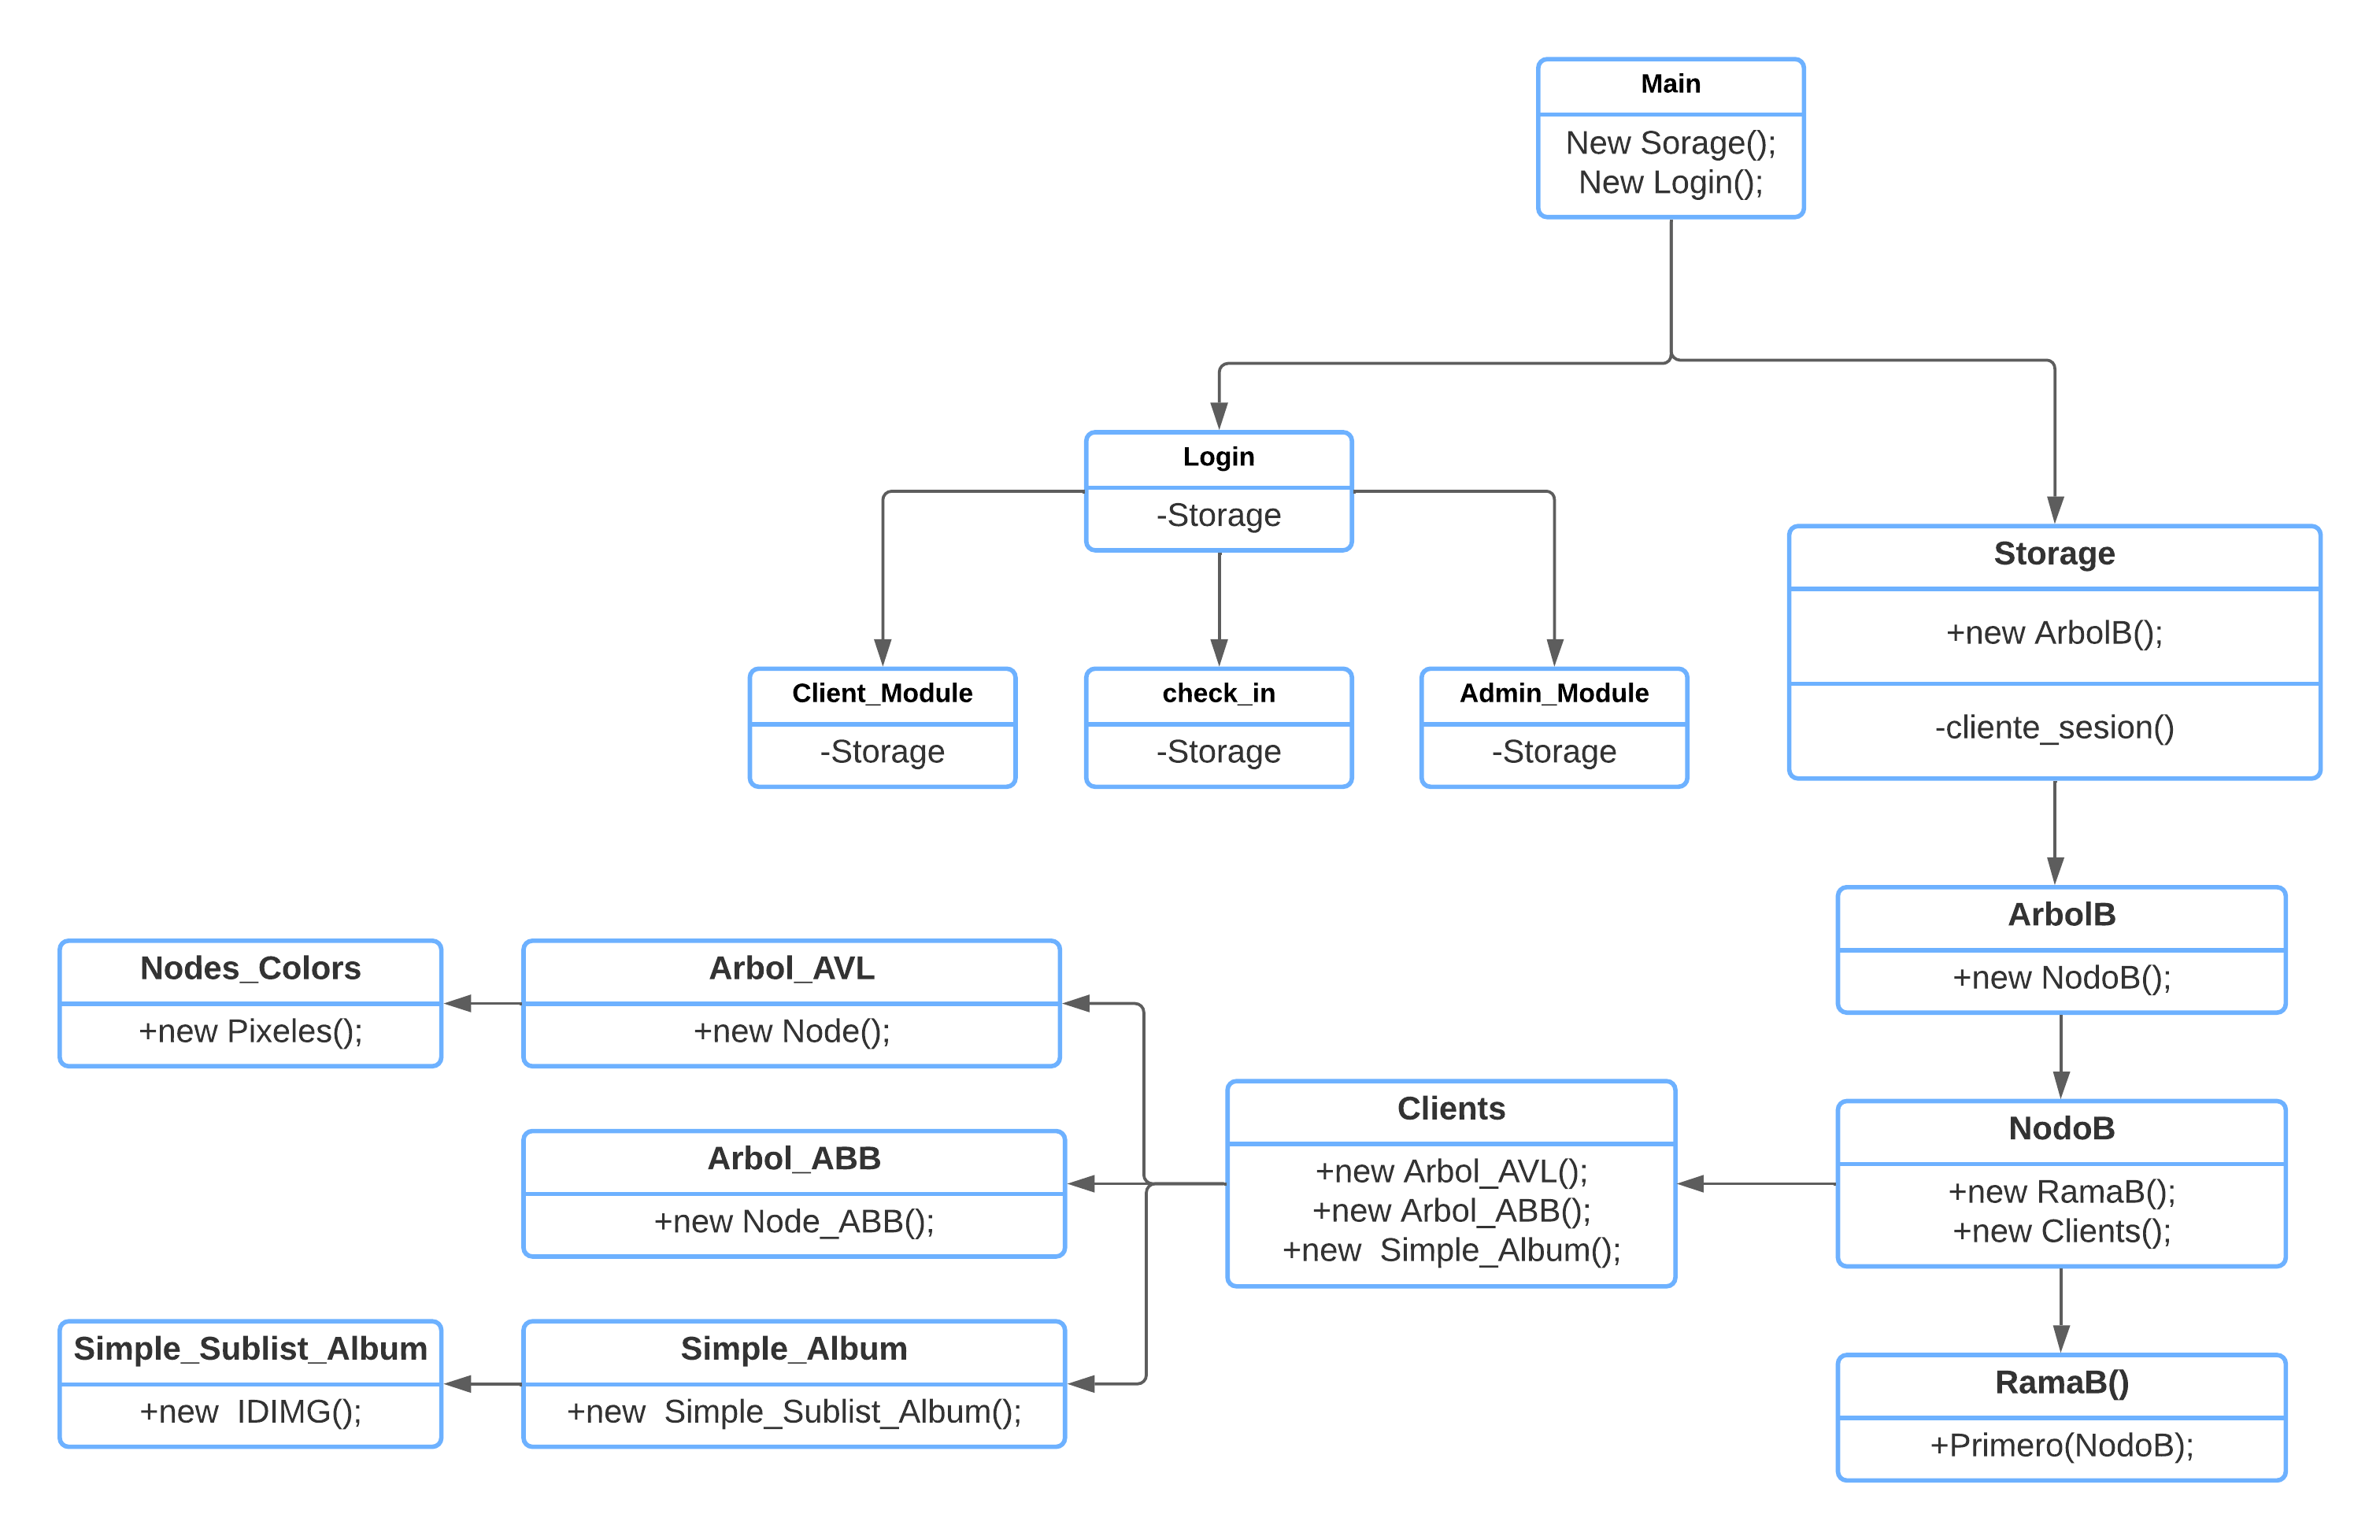 Main
New Sorage();
New Login();
Login
-Storage
Storage
+new ArbolB();
-cliente_sesion()
Client_Module
-Storage
check_in
-Storage
Admin_Module
-Storage
ArbolB
+new NodoB();
Nodes_Colors
+new Pixeles();
Arbol_AVL
+new Node();
Clients
+new Arbol_AVL();
+new Arbol_ABB();
+new  Simple_Album();
NodoB
+new RamaB();
+new Clients();
Arbol_ABB
+new Node_ABB();
Simple_Sublist_Album
+new  IDIMG();
Simple_Album
+new  Simple_Sublist_Album();
RamaB()
+Primero(NodoB);